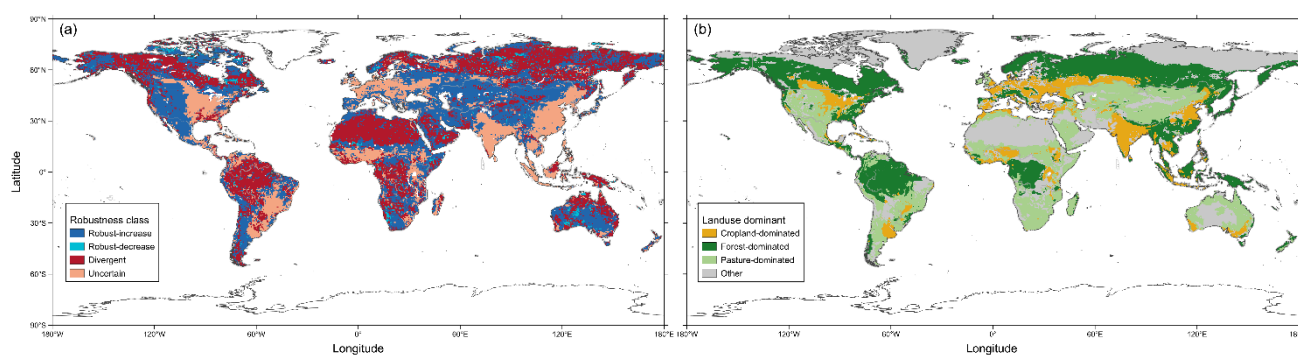 (a)
90°N
60°N
30°N
0°
30°S
60°S
90°S
Latitude
Robustness class
Robust-increase
Robust-decrease
Divergent
Uncertain
180°W
120°W
60°W
0°
60°E
120°E
180°E
Longitude
(b)
Landuse dominant
Cropland-dominated
Forest-dominated
Pasture-dominated
Other
180°W
120°W
60°W
0°
60°E
120°E
180°
Longitude